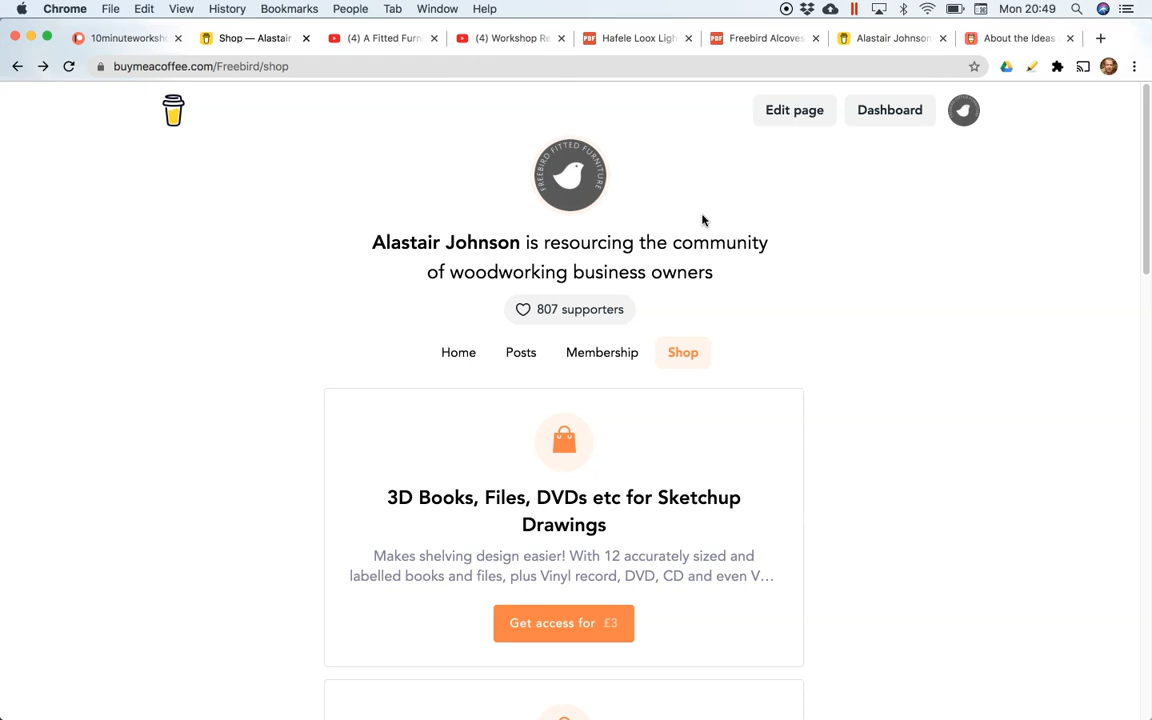 Chrome File Edit View History Bookmarks People Tab Window Help Mon 20:49
10minuteworksh Shop — Alastair (4) A Fitted Furn (4) Workshop Re Hafele Loox Ligh Freebird Alcoves Alastair Johnson About the Ideas
buymeacoffee.com/Freebird/shop
Edit page Dashboard
FREEBIRD FITTED FURNITURE
Alastair Johnson is resourcing the community
of woodworking business owners
807 supporters
Home Posts Membership Shop
3D Books, Files, DVDs etc for Sketchup
Drawings
Makes shelving design easier! With 12 accurately sized and
labelled books and files, plus Vinyl record, DVD, CD and even V…
Get access for £3